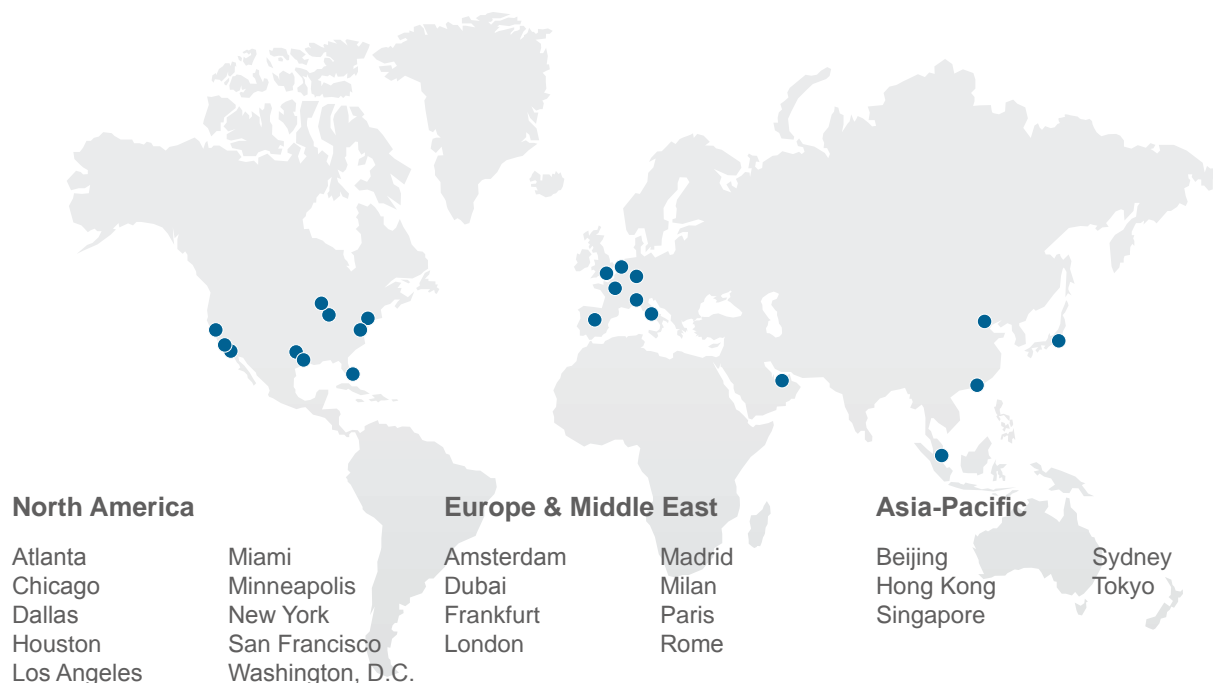 North America
Atlanta
Chicago
Dallas
Houston
Los Angeles
Miami
Minneapolis
New York
San Francisco
Washington, D.C.
Europe & Middle East
Amsterdam
Dubai
Frankfurt
London
Madrid
Milan
Paris
Rome
Asia-Pacific
Beijing
Hong Kong
Singapore
Sydney
Tokyo